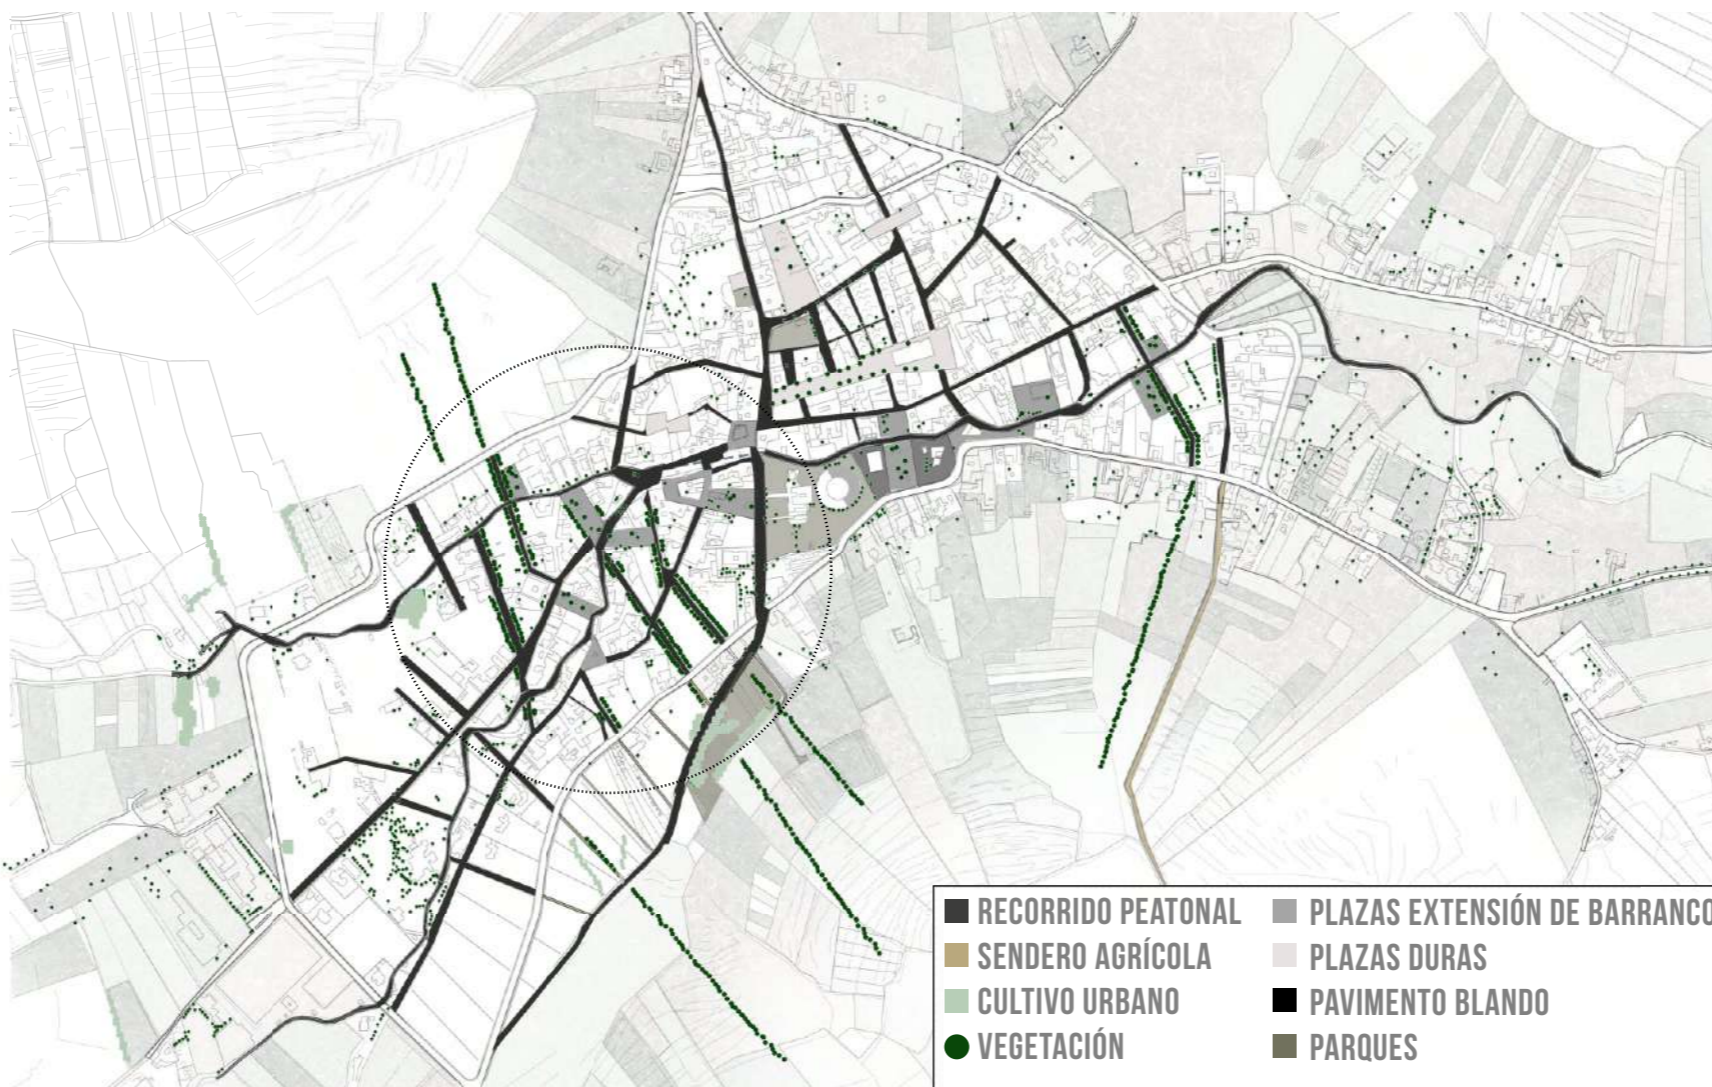 RECORRIDO PEATONAL
SENDERO AGRÍCOLA
CULTIVO URBANO
VEGETACIÓN
PLAZAS EXTENSIÓN DE BARRANCO
PLAZAS DURAS
PAVIMENTO BLANDO
PARQUES